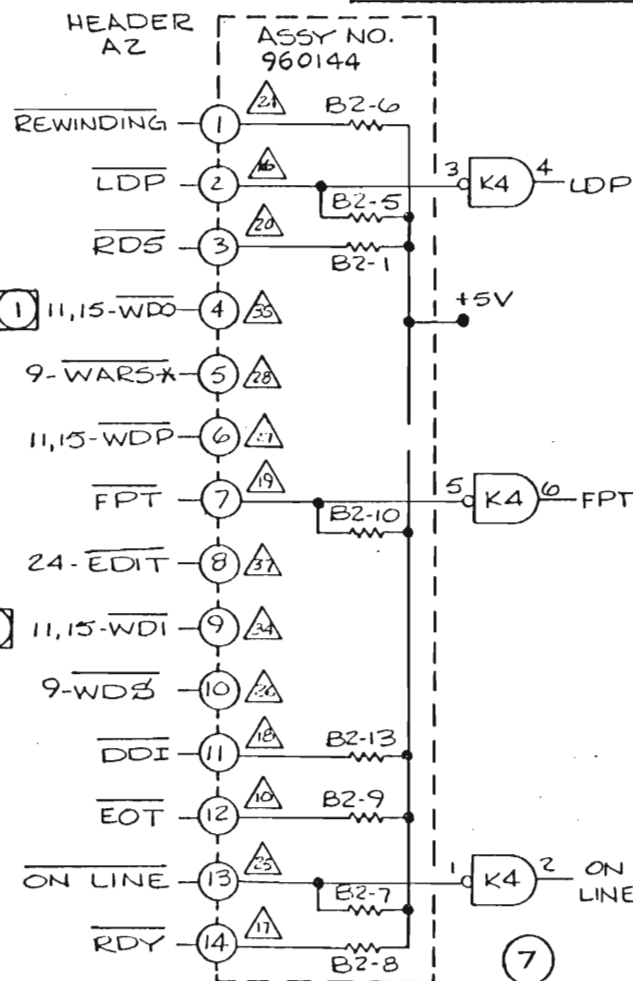 HEADER A2
ASSY NO. 960144
REWINDING 1 21 B2-6
LDP 2 16 B2-5 3 K4 4 LDP
RDS 3 20 B2-1
+5V
1 11,15-WDO 4 35
9-WARS* 5 28
11,15-WDP 6
FPT 7 19 B2-10 5 K4 6 FPT
24-EDIT 8 37
11,15-WDI 9 34
9-WDS 10
DDI 11 18 B2-13
EOT 12 10 B2-9
ON LINE 13 25 B2-7 1 K4 2 ON LINE
RDY 14 17 B2-8
7